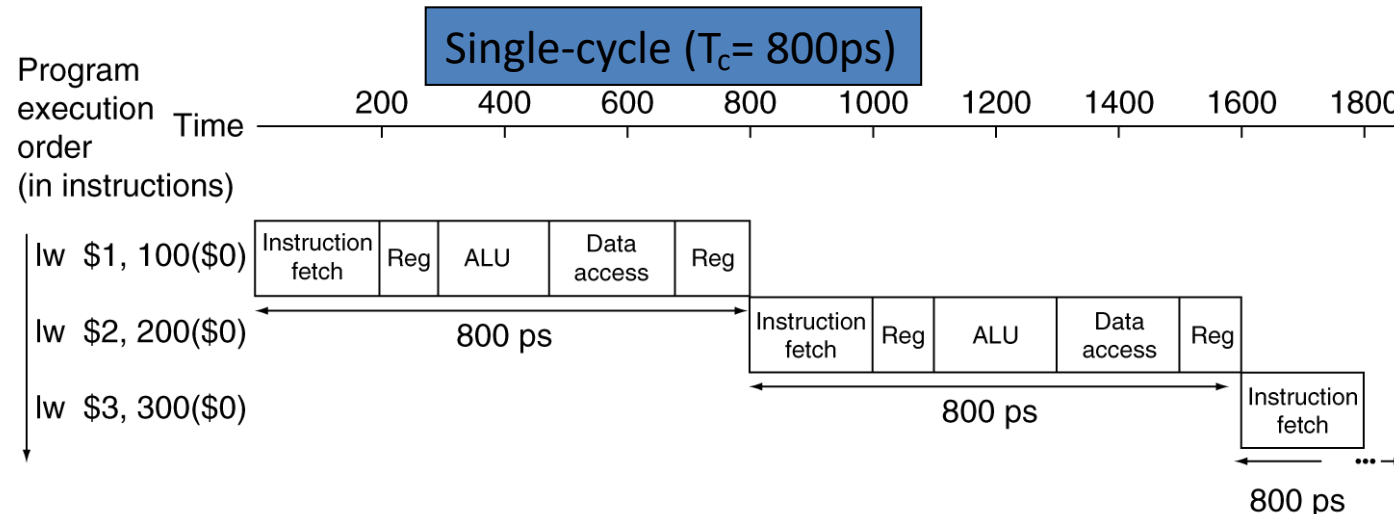 Single-cycle (Tc= 800ps)
Program
execution
order
(in instructions)
Time
200 400 600 800 1000 1200 1400 1600 1800
lw $1, 100($0)
Instruction
fetch
Reg
ALU
Data
access
Reg
800 ps
lw $2, 200($0)
Instruction
fetch
Reg
ALU
Data
access
Reg
800 ps
lw $3, 300($0)
Instruction
fetch
...
800 ps